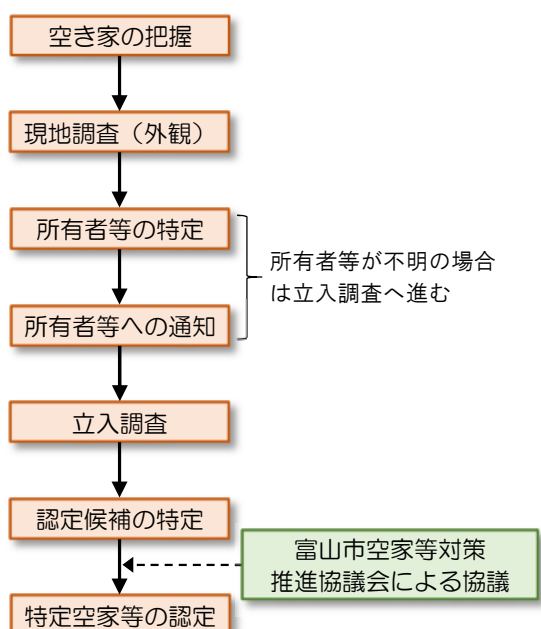 空き家の把握
現地調査（外観）
所有者等の特定
所有者等が不明の場合
は立入調査へ進む
所有者等への通知
立入調査
認定候補の特定
富山市空家等対策
推進協議会による協議
特定空家等の認定